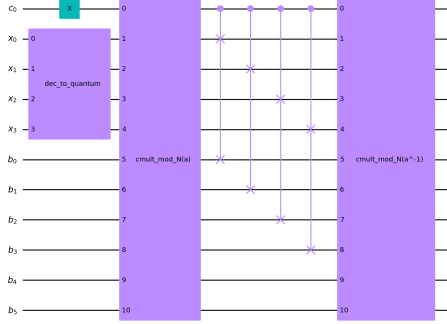 c0 X 0 0
x0 0 1 1
x1 1 2 2
dec_to_quantum
x2 2 3 3
x3 3 4 4
b0 5 cmult_mod_N(a) 5 cmult_mod_N(a^-1)
b1 6 6
b2 7 7
b3 8 8
b4 9 9
b5 10 10